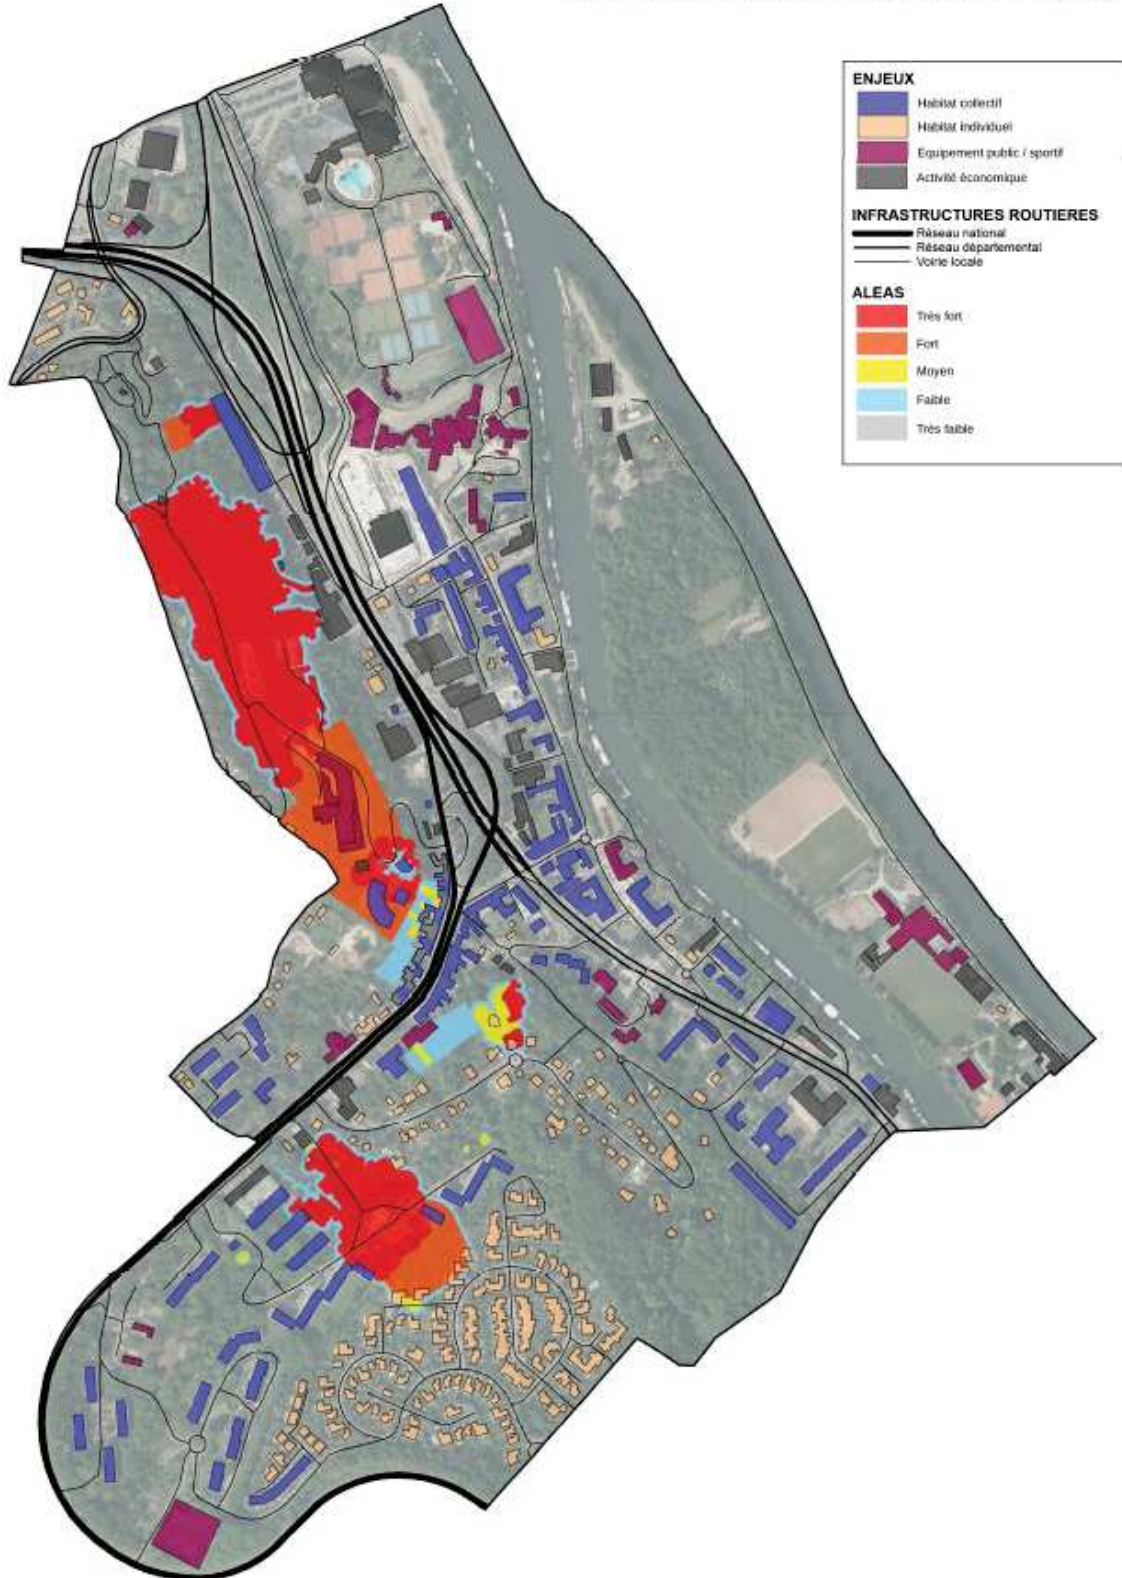 ENJEUX
Habitat collectif
Habitat individuel
Equipement public / sportif
Activité économique
INFRASTRUCTURES ROUTIERES
Réseau national
Réseau départemental
Voirie locale
ALEAS
Très fort
Fort
Moyen
Faible
Très faible